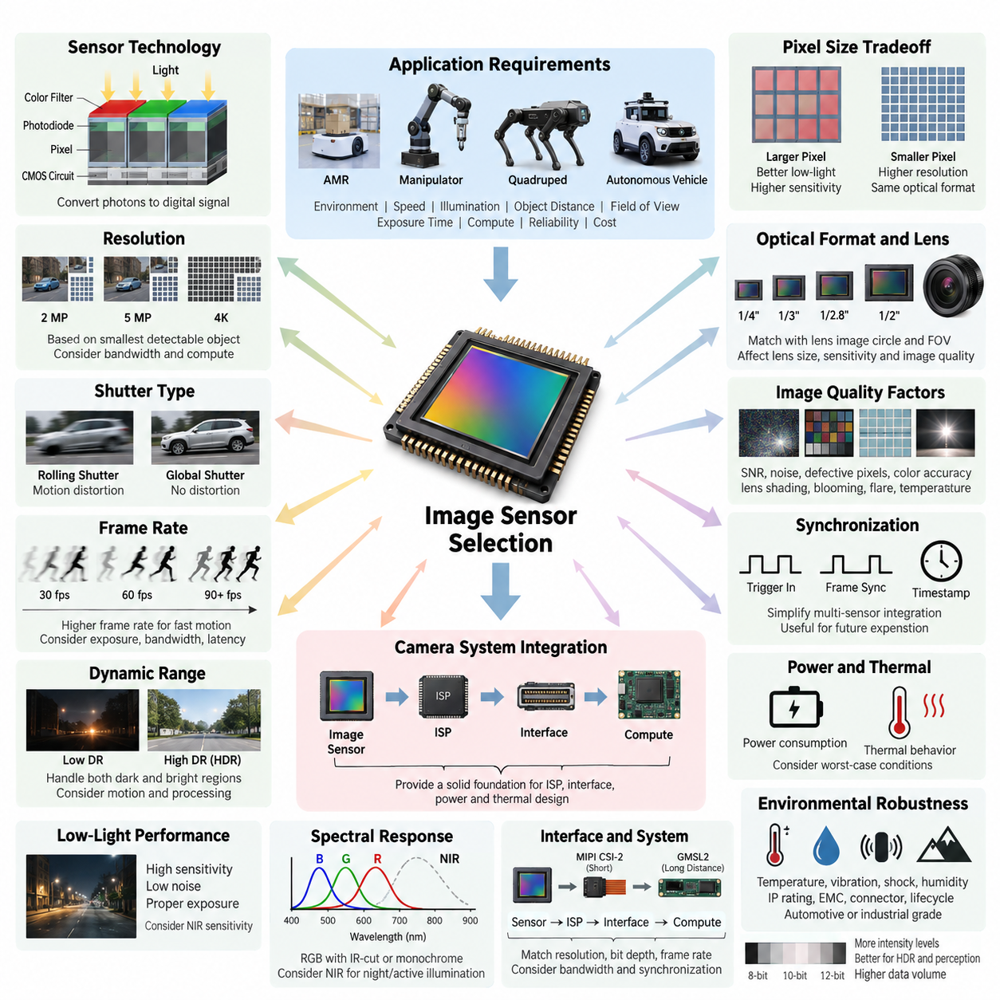 Sensor Technology
Light
Color Filter
Photodiode
Pixel
CMOS Circuit
Convert photons to digital signal
Application Requirements
AMR
Manipulator
Quadruped
Autonomous Vehicle
Environment | Speed | Illumination | Object Distance | Field of View
Exposure Time | Compute | Reliability | Cost
Pixel Size Tradeoff
Larger Pixel
Better low-light
Higher sensitivity
Smaller Pixel
Higher resolution
Same optical format
Resolution
2 MP
5 MP
4K
Based on smallest detectable object
Consider bandwidth and compute
Optical Format and Lens
1/4"
1/3"
1/2.8"
1/2"
Match with lens image circle and FOV
Affect lens size, sensitivity and image quality
Shutter Type
Rolling Shutter
Motion distortion
Global Shutter
No distortion
Image Quality Factors
SNR, noise, defective pixels, color accuracy
lens shading, blooming, flare, temperature
Image Sensor
Selection
Frame Rate
30 fps
60 fps
90+ fps
Higher frame rate for fast motion
Consider exposure, bandwidth, latency
Synchronization
Trigger In
Frame Sync
Timestamp
Simplify multi-sensor integration
Useful for future expenstion
Camera System Integration
ISP
Image
Sensor
ISP
Interface
Compute
Provide a solid foundation for ISP, interface,
power and thermal design
Dynamic Range
Low DR
High DR (HDR)
Handle both dark and bright regions
Consider motion and processing
Power and Thermal
Power consumption
Thermal behavior
Consider worst-case conditions
Low-Light Performance
High sensitivity
Low noise
Proper exposure
Consider NIR sensitivity
Spectral Response
B
G
R
NIR
400
500
600
700
800
900
Wavelength (nm)
RGB with IR-cut or monochrome
Consider NIR for night/active illumination
Interface and System
MIPI CSI-2
(Short)
GMSL2
(Long Distance)
Sensor → ISP → Interface → Compute
Match resolution, bit depth, frame rate
Consider bandwidth and synchronization
Environmental Robustness
Temperature, vibration, shock, humidity
IP rating, EMC, connector, lifecycle
Automotive or industrial grade
8-bit
10-bit
12-bit
More intensity levels
Better for HDR and perception
Higher data volume